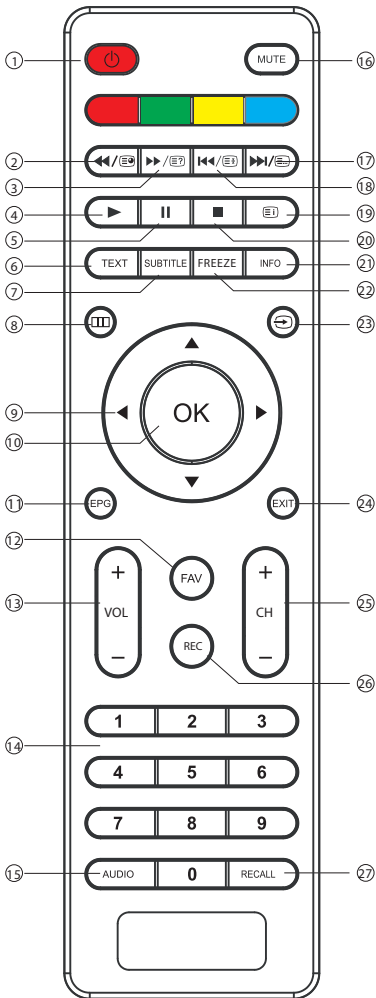 1 MUTE 16
2 17
3 18
4 19
5 20
6 TEXT SUBTITLE FREEZE INFO 21
7 22
8 23
9 OK
10
11 EPG EXIT 24
12 FAV
13 + VOL − + CH − 25
REC 26
1 2 3
14
4 5 6
7 8 9
15 AUDIO 0 RECALL 27